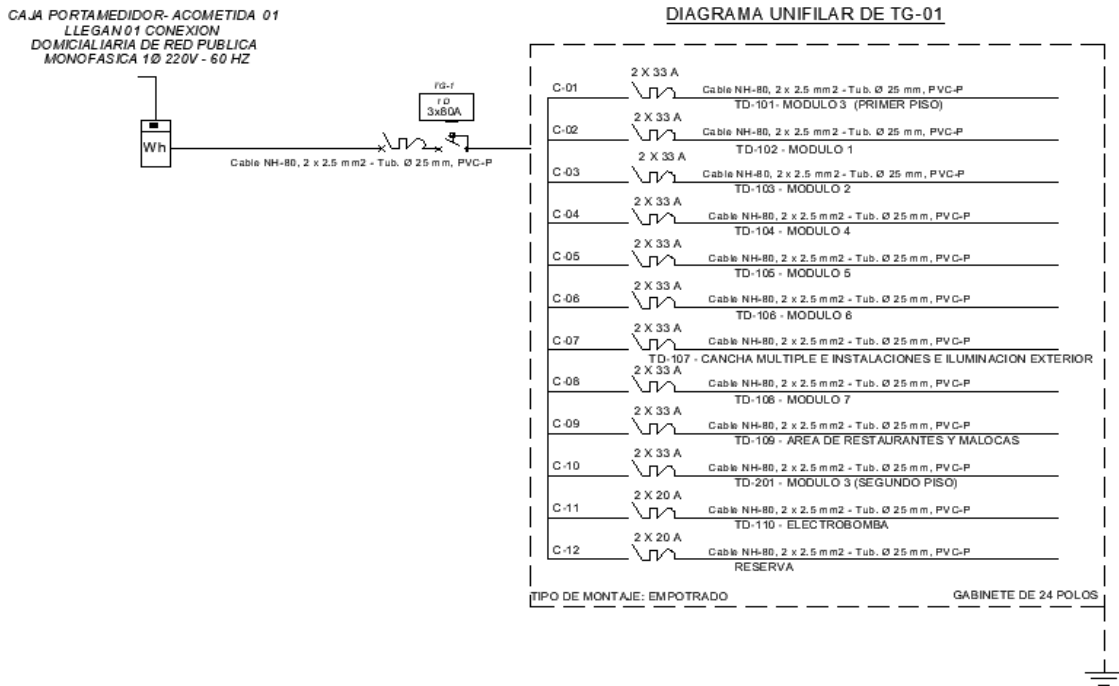 CAJA PORTAMEDIDOR- ACOMETIDA 01
LLEGAN 01 CONEXION
DOMICIALIARIA DE RED PUBLICA
MONOFASICA 1Ø 220V - 60 HZ
Wh
TG-1
I D
3x80A
Cable NH-80, 2 x 2.5 mm2 - Tub. Ø 25 mm, PVC-P
DIAGRAMA UNIFILAR DE TG-01
C-01
2 X 33 A
Cable NH-80, 2 x 2.5 mm2 - Tub. Ø 25 mm, PVC-P
TD-101- MODULO 3 (PRIMER PISO)
C-02
2 X 33 A
Cable NH-80, 2 x 2.5 mm2 - Tub. Ø 25 mm, PVC-P
TD-102 - MODULO 1
C-03
2 X 33 A
Cable NH-80, 2 x 2.5 mm2 - Tub. Ø 25 mm, PVC-P
TD-103 - MODULO 2
C-04
2 X 33 A
Cable NH-80, 2 x 2.5 mm2 - Tub. Ø 25 mm, PVC-P
TD-104 - MODULO 4
C-05
2 X 33 A
Cable NH-80, 2 x 2.5 mm2 - Tub. Ø 25 mm, PVC-P
TD-105 - MODULO 5
C-06
2 X 33 A
Cable NH-80, 2 x 2.5 mm2 - Tub. Ø 25 mm, PVC-P
TD-106 - MODULO 6
C-07
2 X 33 A
Cable NH-80, 2 x 2.5 mm2 - Tub. Ø 25 mm, PVC-P
TD-107 - CANCHA MULTIPLE E INSTALACIONES E ILUMINACION EXTERIOR
C-08
2 X 33 A
Cable NH-80, 2 x 2.5 mm2 - Tub. Ø 25 mm, PVC-P
TD-108 - MODULO 7
C-09
2 X 33 A
Cable NH-80, 2 x 2.5 mm2 - Tub. Ø 25 mm, PVC-P
TD-109 - AREA DE RESTAURANTES Y MALOCAS
C-10
2 X 33 A
Cable NH-80, 2 x 2.5 mm2 - Tub. Ø 25 mm, PVC-P
TD-201 - MODULO 3 (SEGUNDO PISO)
C-11
2 X 20 A
Cable NH-80, 2 x 2.5 mm2 - Tub. Ø 25 mm, PVC-P
TD-110 - ELECTROBOMBA
C-12
2 X 20 A
Cable NH-80, 2 x 2.5 mm2 - Tub. Ø 25 mm, PVC-P
RESERVA
TIPO DE MONTAJE: EMPOTRADO
GABINETE DE 24 POLOS